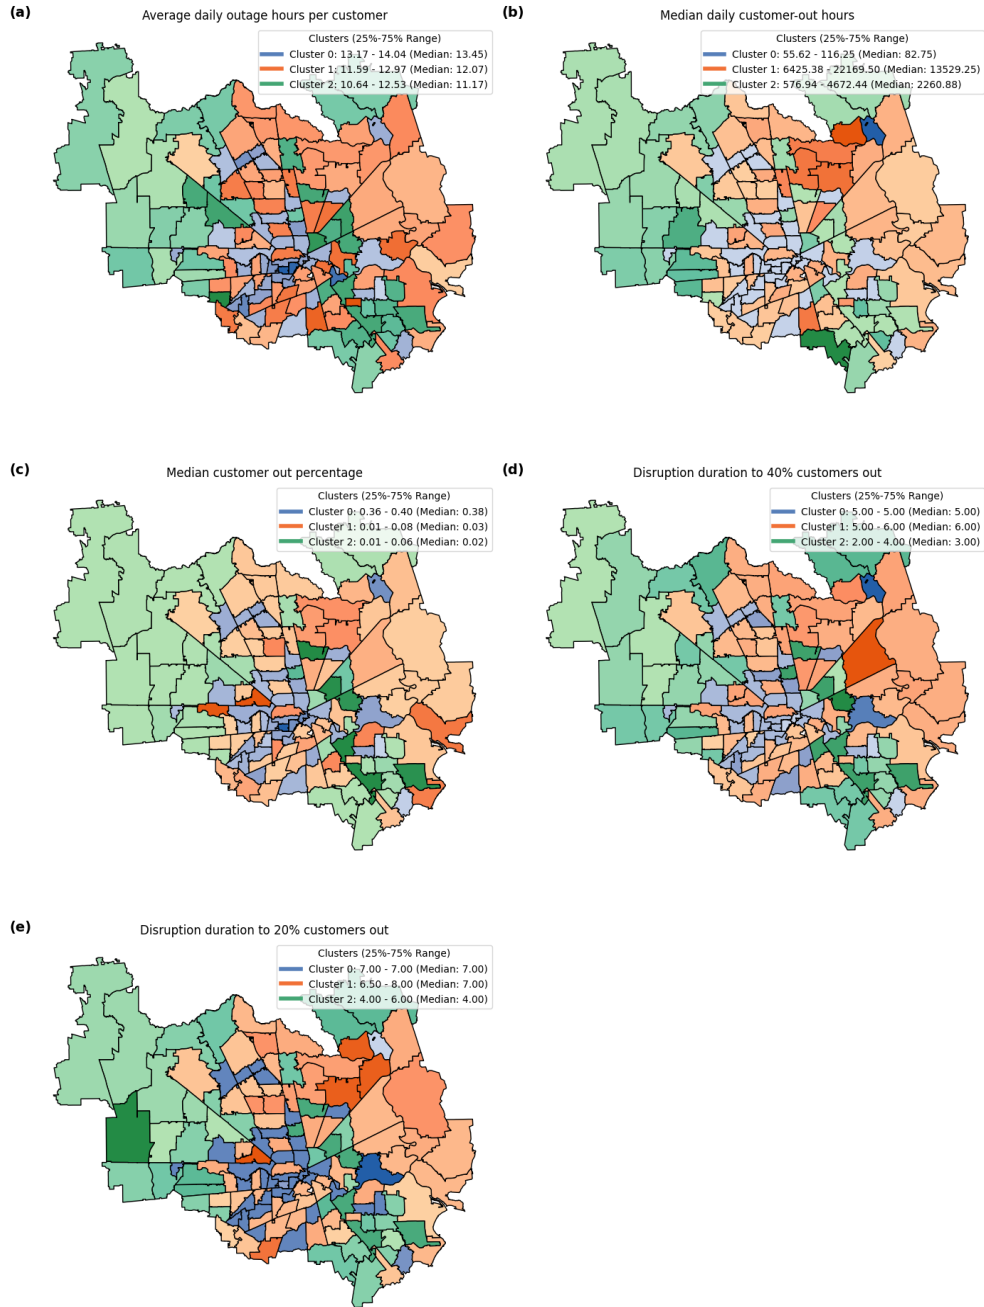 (a)
Average daily outage hours per customer
Clusters (25%-75% Range)
Cluster 0: 13.17 - 14.04 (Median: 13.45)
Cluster 1: 11.59 - 12.97 (Median: 12.07)
Cluster 2: 10.64 - 12.53 (Median: 11.17)
(b)
Median daily customer-out hours
Clusters (25%-75% Range)
Cluster 0: 55.62 - 116.25 (Median: 82.75)
Cluster 1: 6425.38 - 22169.50 (Median: 13529.25)
Cluster 2: 576.94 - 4672.44 (Median: 2260.88)
(c)
Median customer out percentage
Clusters (25%-75% Range)
Cluster 0: 0.36 - 0.40 (Median: 0.38)
Cluster 1: 0.01 - 0.08 (Median: 0.03)
Cluster 2: 0.01 - 0.06 (Median: 0.02)
(d)
Disruption duration to 40% customers out
Clusters (25%-75% Range)
Cluster 0: 5.00 - 5.00 (Median: 5.00)
Cluster 1: 5.00 - 6.00 (Median: 6.00)
Cluster 2: 2.00 - 4.00 (Median: 3.00)
(e)
Disruption duration to 20% customers out
Clusters (25%-75% Range)
Cluster 0: 7.00 - 7.00 (Median: 7.00)
Cluster 1: 6.50 - 8.00 (Median: 7.00)
Cluster 2: 4.00 - 6.00 (Median: 4.00)